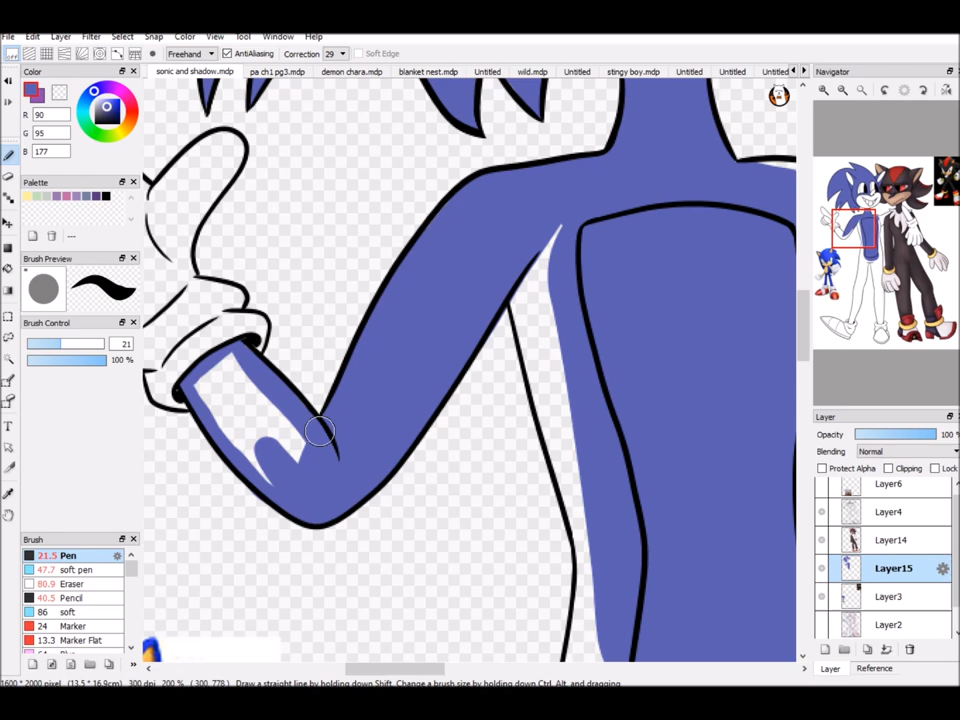 File Edit Layer Filter Select Snap Color View Tool Window Help
off Freehand AntiAliasing Correction 29 Soft Edge
Color
sonic and shadow.mdp pa ch1 pg3.mdp demon chara.mdp blanket nest.mdp Untitled wild.mdp Untitled stingy boy.mdp Untitled Untitled Untitled
Navigator
R 90
G 95
B 177
Palette
---
Brush Preview
Brush Control
21
100 %
Layer
Opacity 100 %
Blending Normal
Protect Alpha Clipping Lock
Layer6
Layer4
Layer14
Layer15
Layer3
Layer2
Brush
21.5 Pen
47.7 soft pen
80.9 Eraser
40.5 Pencil
86 soft
24 Marker
13.3 Marker Flat
Layer Reference
1600 * 2000 pixel (13.5 * 16.9cm) 300 dpi 200 % ( 300, 778 ) Draw a straight line by holding down Shift, Change a brush size by holding down Ctrl, Alt, and dragging